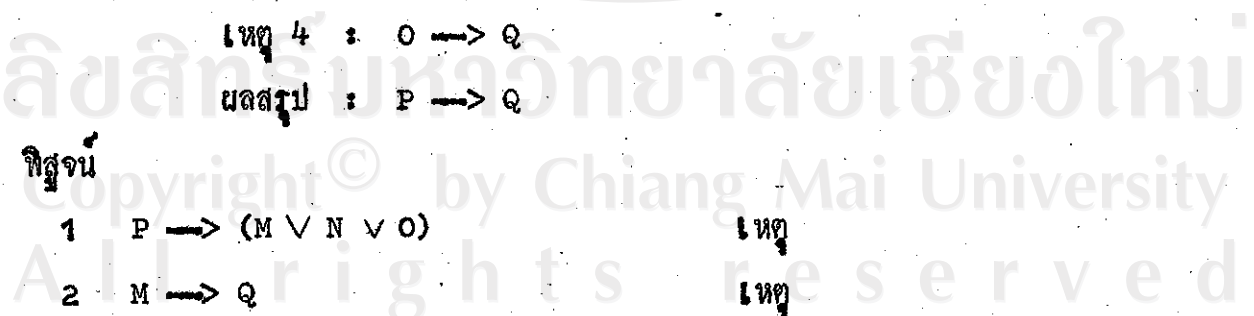 เหตุ 4 : O ---> Q
ลิขสิทธิ์มหาวิทยาลัยเชียงใหม่
ผลสรุป : P ---> Q
พิสูจน์
Copyright© by Chiang Mai University
1 P ---> (M ∨ N ∨ O) เหตุ
All rights reserved
2 M ---> Q เหตุ